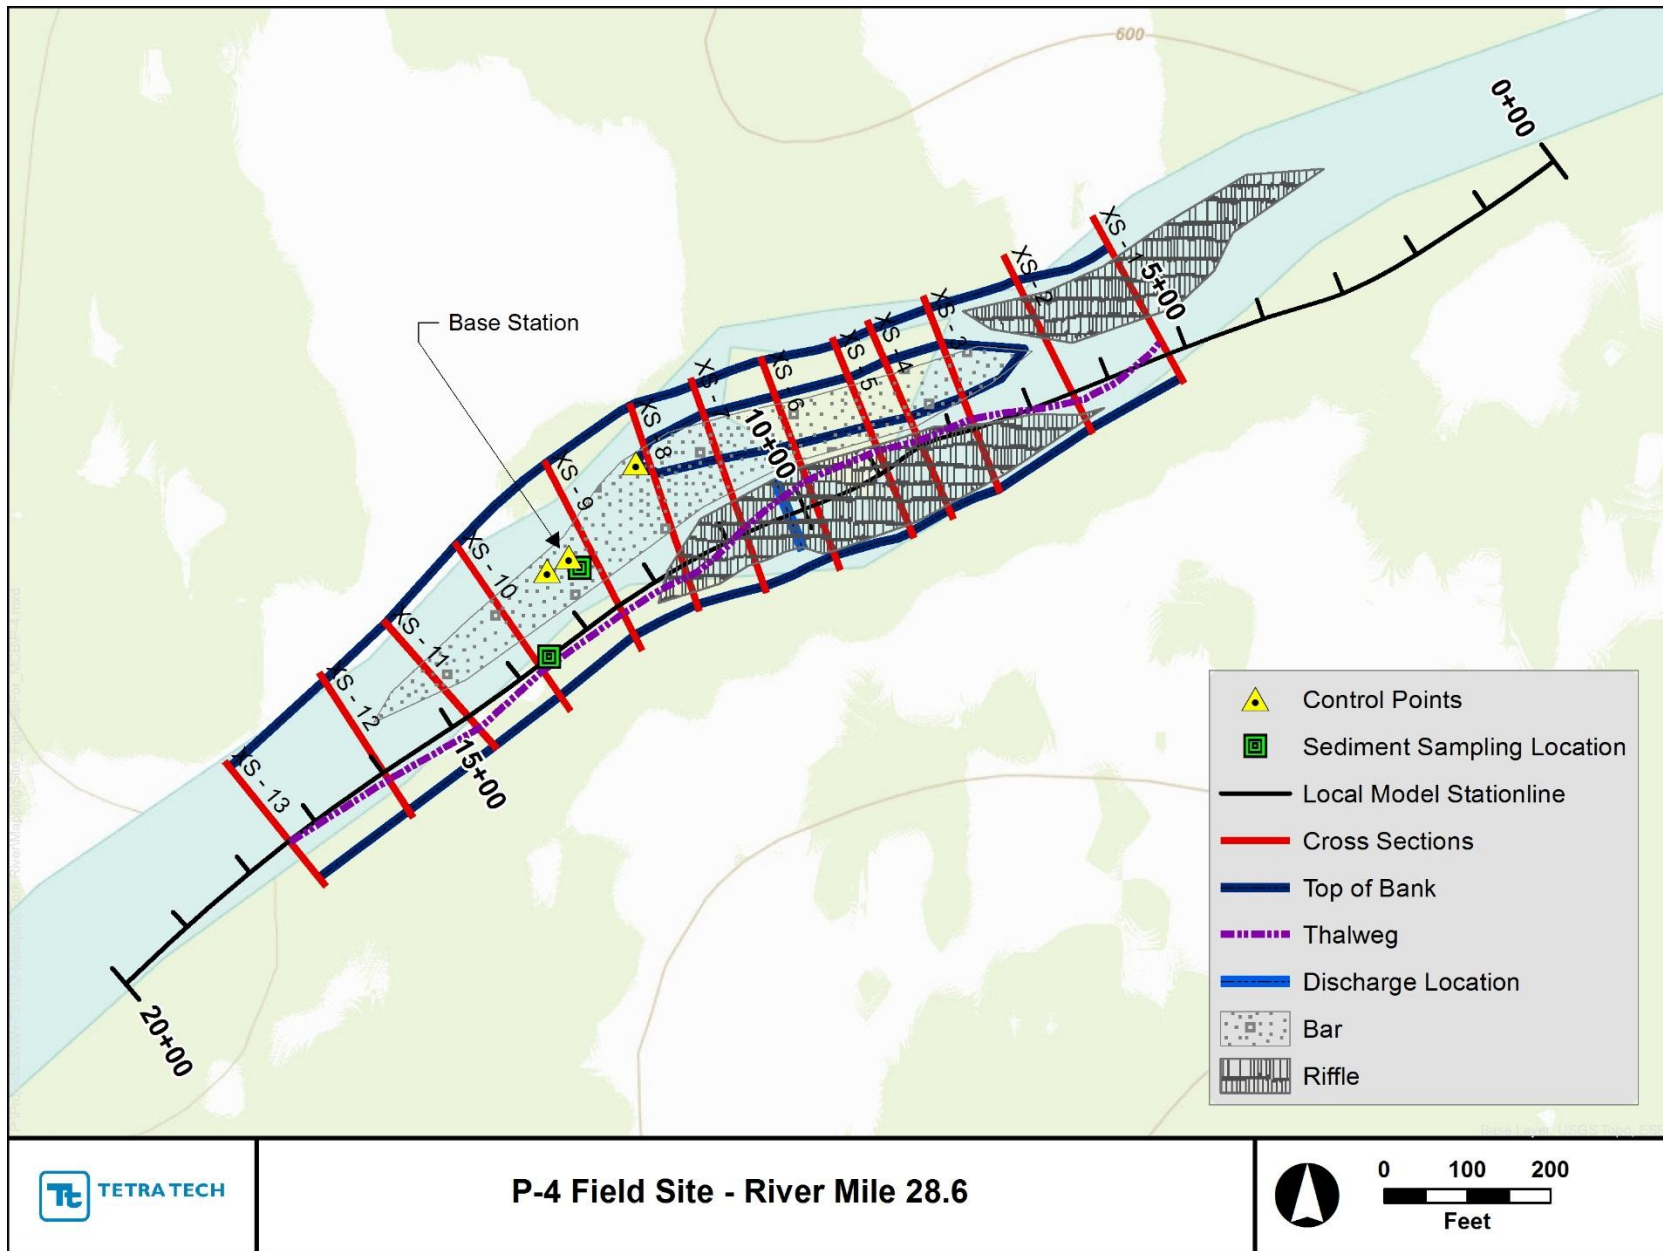 600
0+00
XS - 1
5+00
XS - 2
XS - 3
XS - 4
XS - 5
XS - 6
XS - 7
10+00
XS - 8
XS - 9
XS - 10
XS - 11
XS - 12
XS - 13
15+00
20+00
Base Station
Control Points
Sediment Sampling Location
Local Model Stationline
Cross Sections
Top of Bank
Thalweg
Discharge Location
Bar
Riffle
Tt TETRA TECH
P-4 Field Site - River Mile 28.6
0 100 200
Feet